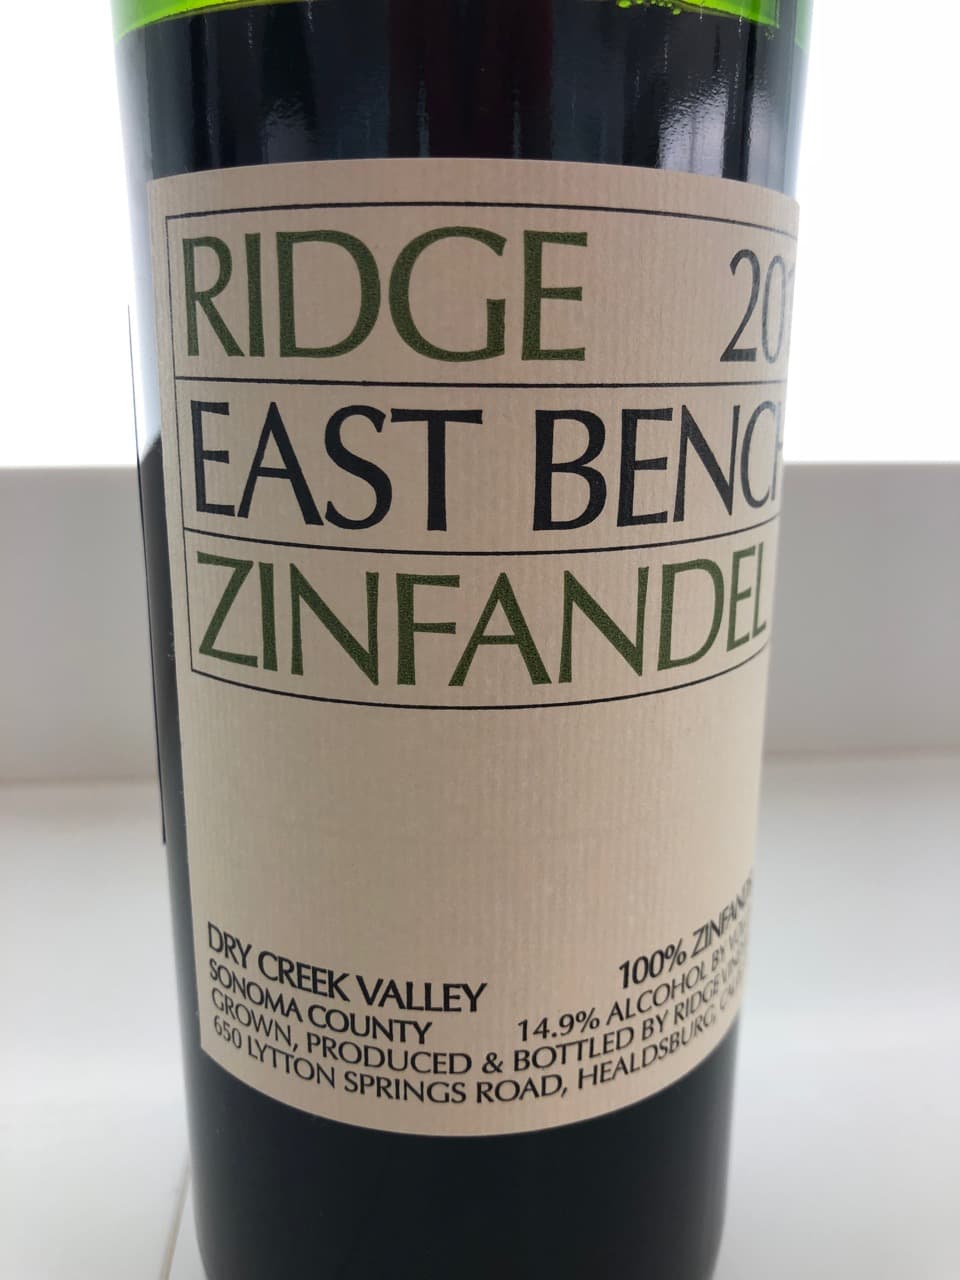 RIDGE 20
EAST BENCH
ZINFANDEL
DRY CREEK VALLEY 100%
SONOMA COUNTY 14.9% ALCOHOL BY
GROWN, PRODUCED & BOTTLED BY RIDGE
650 LYTTON SPRINGS ROAD, HEALDSBURG,